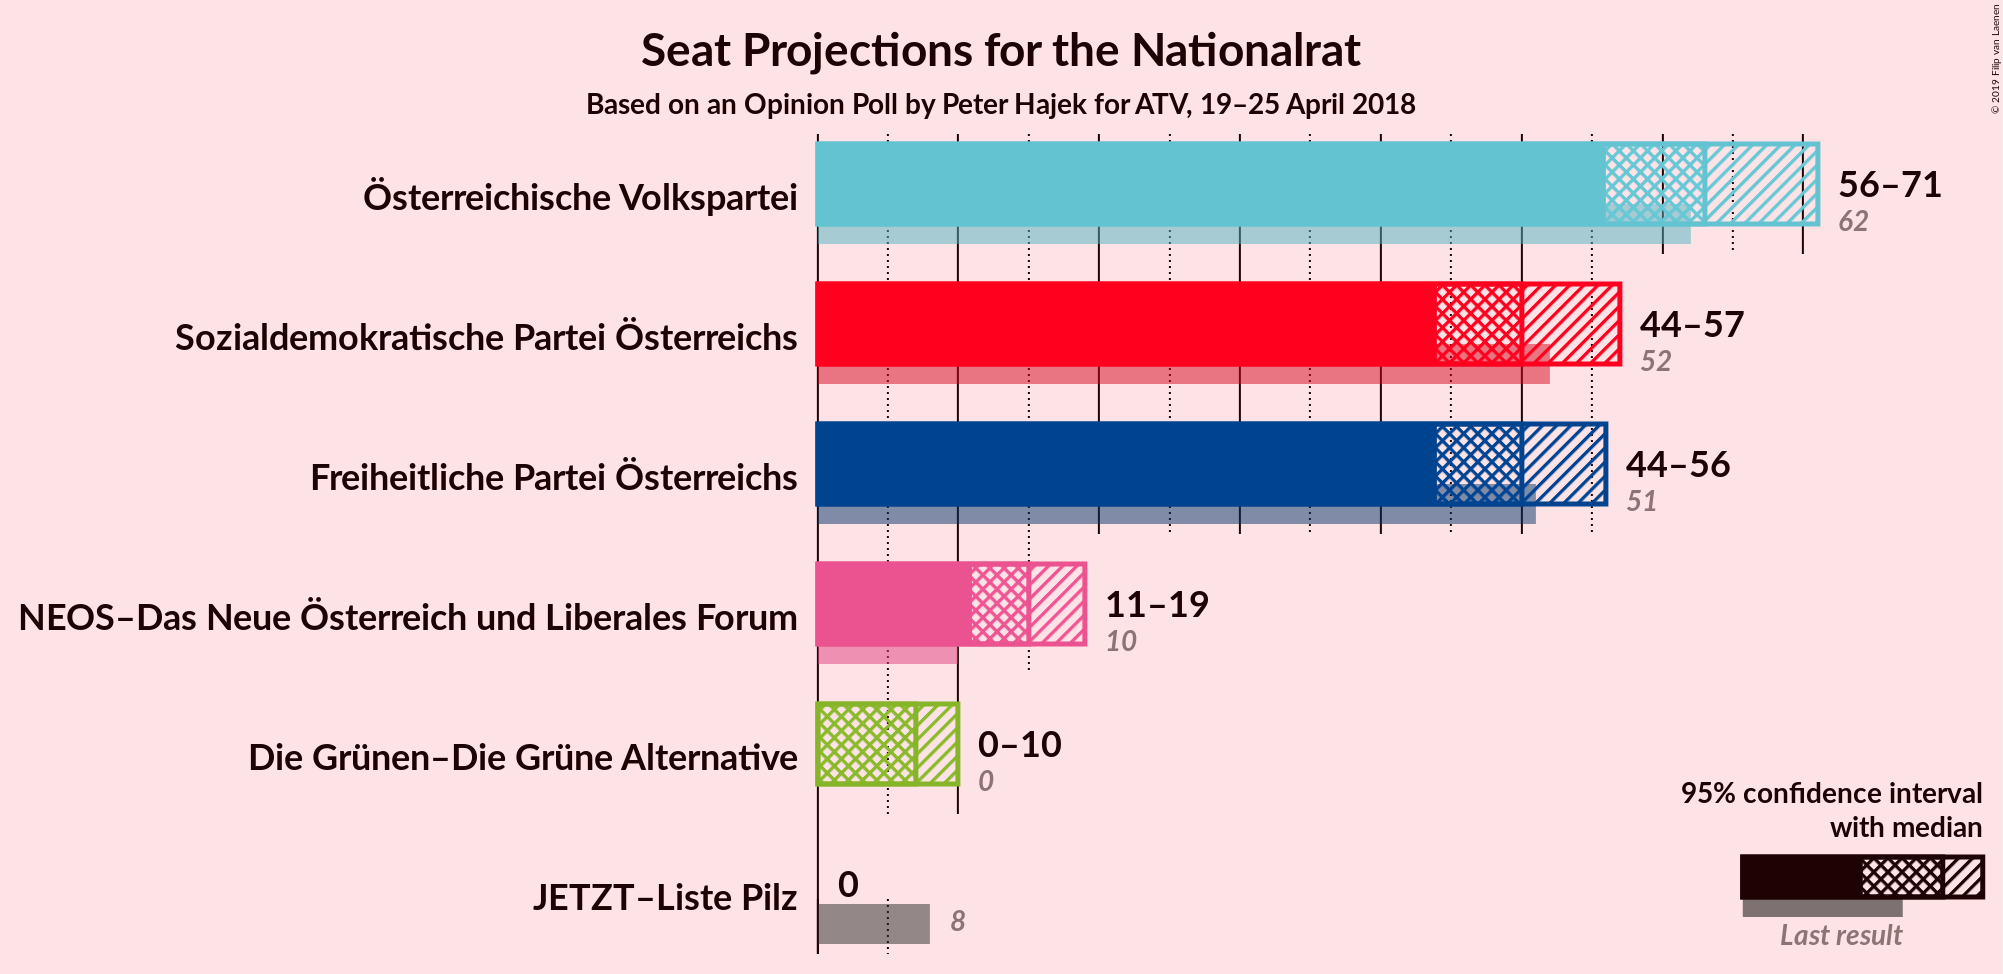 Seat Projections for the Nationalrat
Based on an Opinion Poll by Peter Hajek for ATV, 19–25 April 2018
© 2019 Filip van Laenen
Österreichische Volkspartei
56–71
62
Sozialdemokratische Partei Österreichs
44–57
52
Freiheitliche Partei Österreichs
44–56
51
NEOS–Das Neue Österreich und Liberales Forum
11–19
10
Die Grünen–Die Grüne Alternative
0–10
0
JETZT–Liste Pilz
0
8
95% confidence interval
with median
Last result